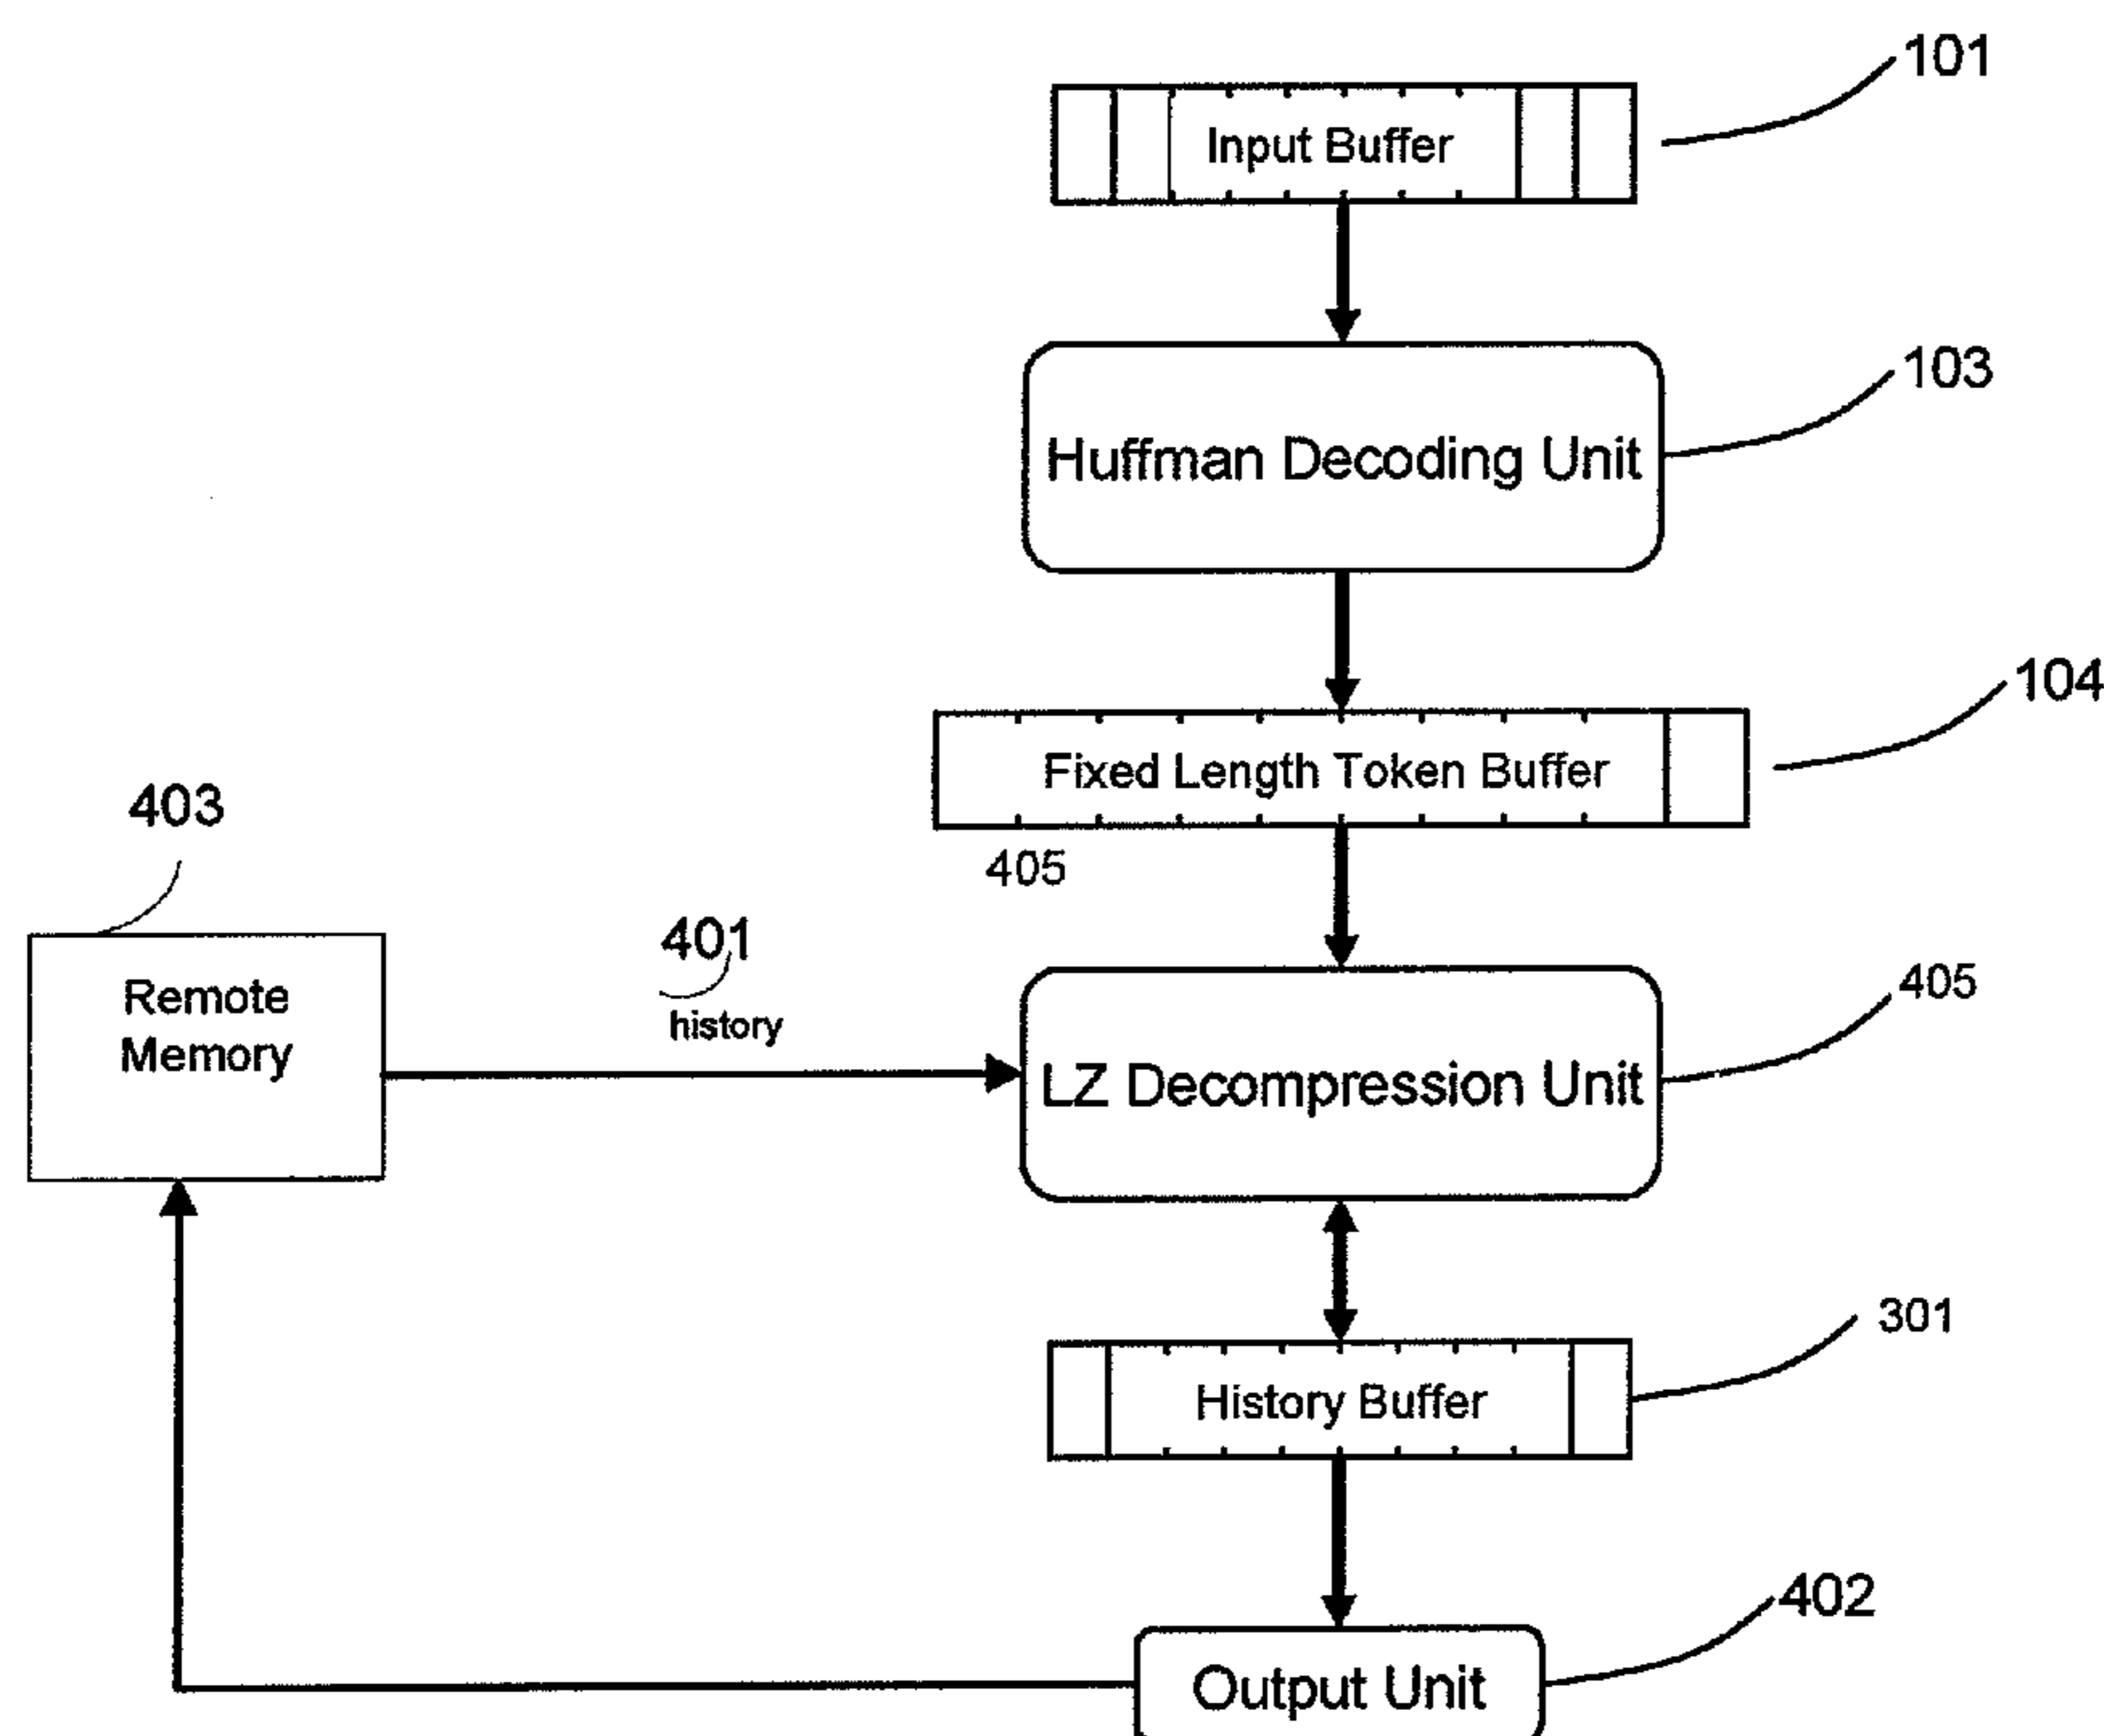 101
Input Buffer
103
Huffman Decoding Unit
104
Fixed Length Token Buffer
403
405
401
Remote
Memory
history
405
LZ Decompression Unit
301
History Buffer
402
Output Unit